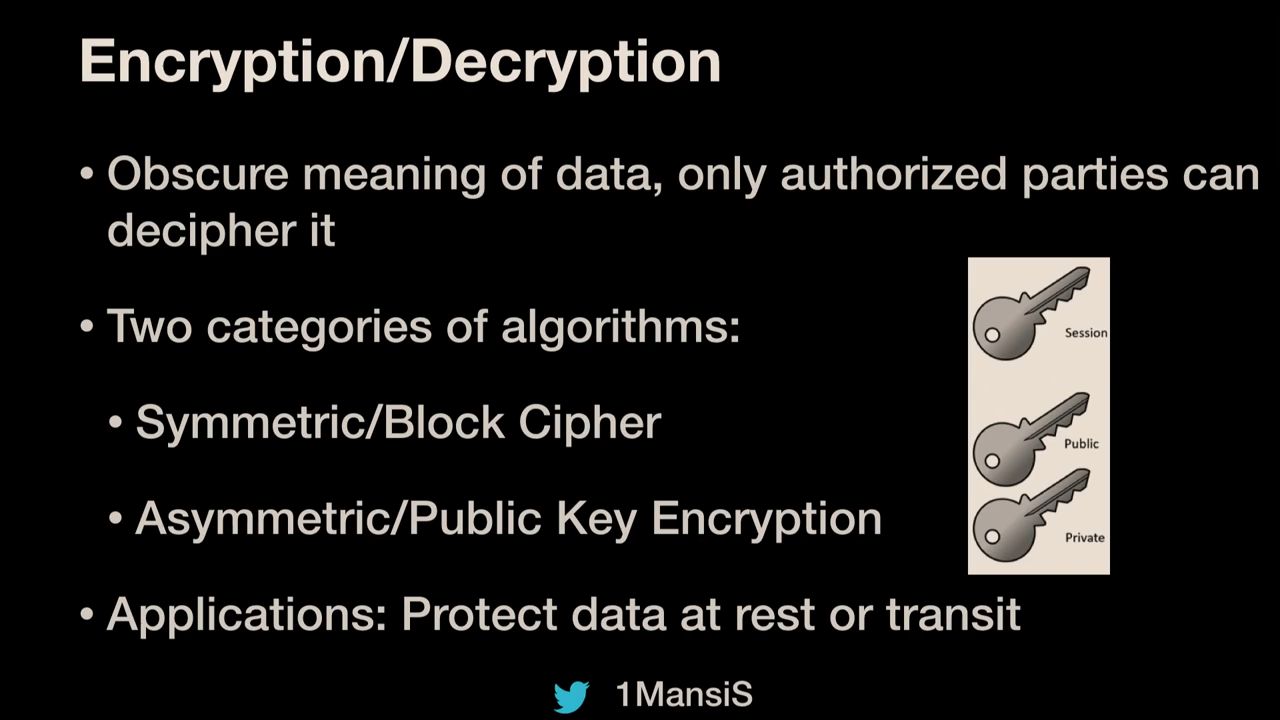 Encryption/Decryption
• Obscure meaning of data, only authorized parties can
decipher it
• Two categories of algorithms:
• Symmetric/Block Cipher
• Asymmetric/Public Key Encryption
• Applications: Protect data at rest or transit
Session
Public
Private
1MansiS